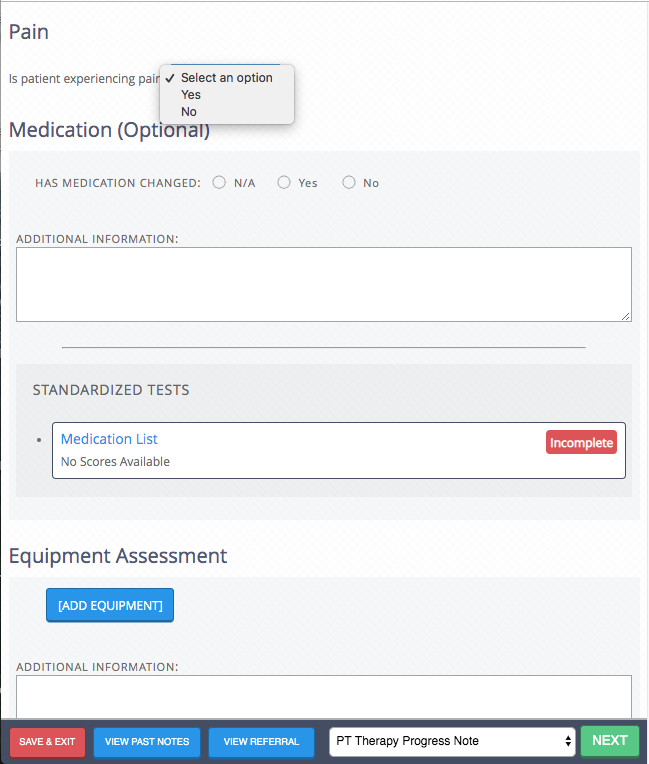 Pain
Is patient experiencing pain
✓ Select an option
Yes
No
Medication (Optional)
HAS MEDICATION CHANGED: N/A Yes No
ADDITIONAL INFORMATION:
STANDARDIZED TESTS
Medication List Incomplete
No Scores Available
Equipment Assessment
[ADD EQUIPMENT]
ADDITIONAL INFORMATION:
SAVE & EXIT VIEW PAST NOTES VIEW REFERRAL PT Therapy Progress Note NEXT